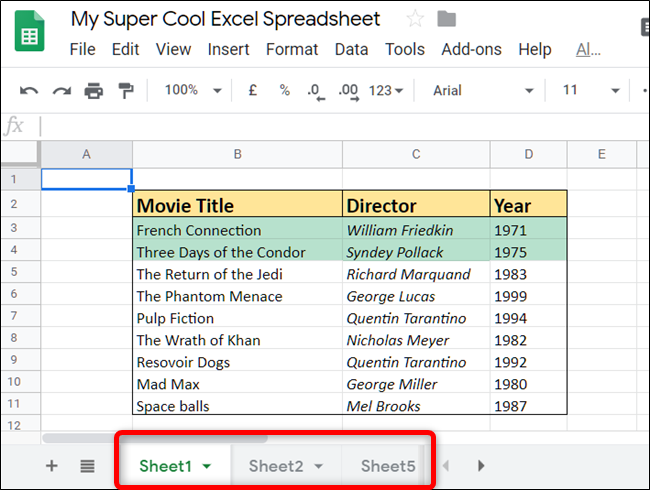 My Super Cool Excel Spreadsheet
File Edit View Insert Format Data Tools Add-ons Help Al...
100% £ % .0 .00 123 Arial 11
fx
A B C D E
1
2 Movie Title Director Year
3 French Connection William Friedkin 1971
4 Three Days of the Condor Syndey Pollack 1975
5 The Return of the Jedi Richard Marquand 1983
6 The Phantom Menace George Lucas 1999
7 Pulp Fiction Quentin Tarantino 1994
8 The Wrath of Khan Nicholas Meyer 1982
9 Resovoir Dogs Quentin Tarantino 1992
10 Mad Max George Miller 1980
11 Space balls Mel Brooks 1987
12
+ Sheet1 Sheet2 Sheet5